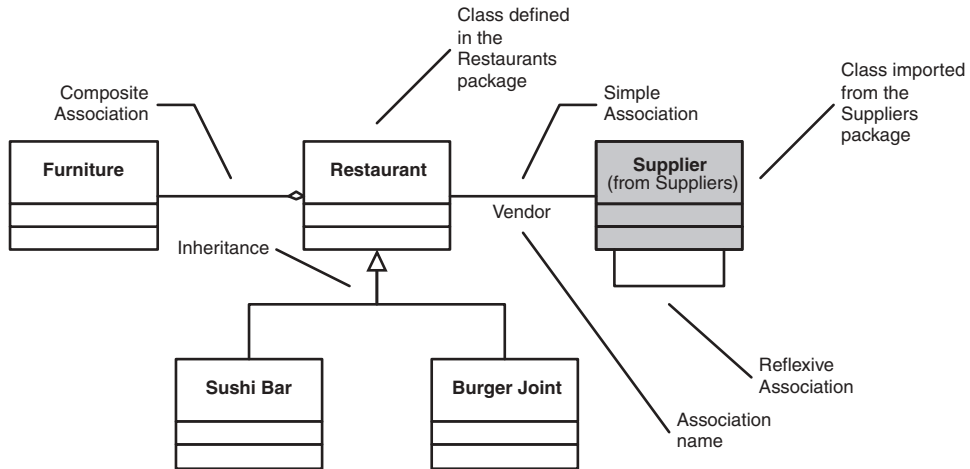 Class defined
in the
Restaurants
package
Composite
Association
Simple
Association
Class imported
from the
Suppliers
package
Furniture
Restaurant
Supplier
(from Suppliers)
Vendor
Inheritance
Sushi Bar
Burger Joint
Reflexive
Association
Association
name